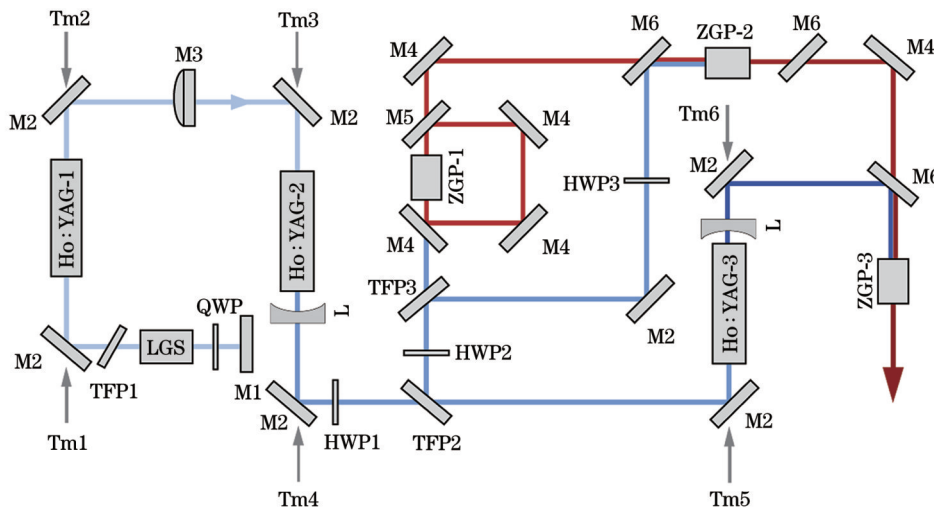 Tm2
Tm3
M3
M6
ZGP-2
M6
M4
M4
M2
M2
M5
M4
Tm6
Ho: YAG-1
Ho: YAG-2
ZGP-1
HWP3
M2
M6
M4
M4
L
TFP3
M2
Ho: YAG-3
ZGP-3
L
QWP
LGS
HWP2
M2
TFP1
M1
M2
HWP1
TFP2
M2
Tm1
Tm4
Tm5